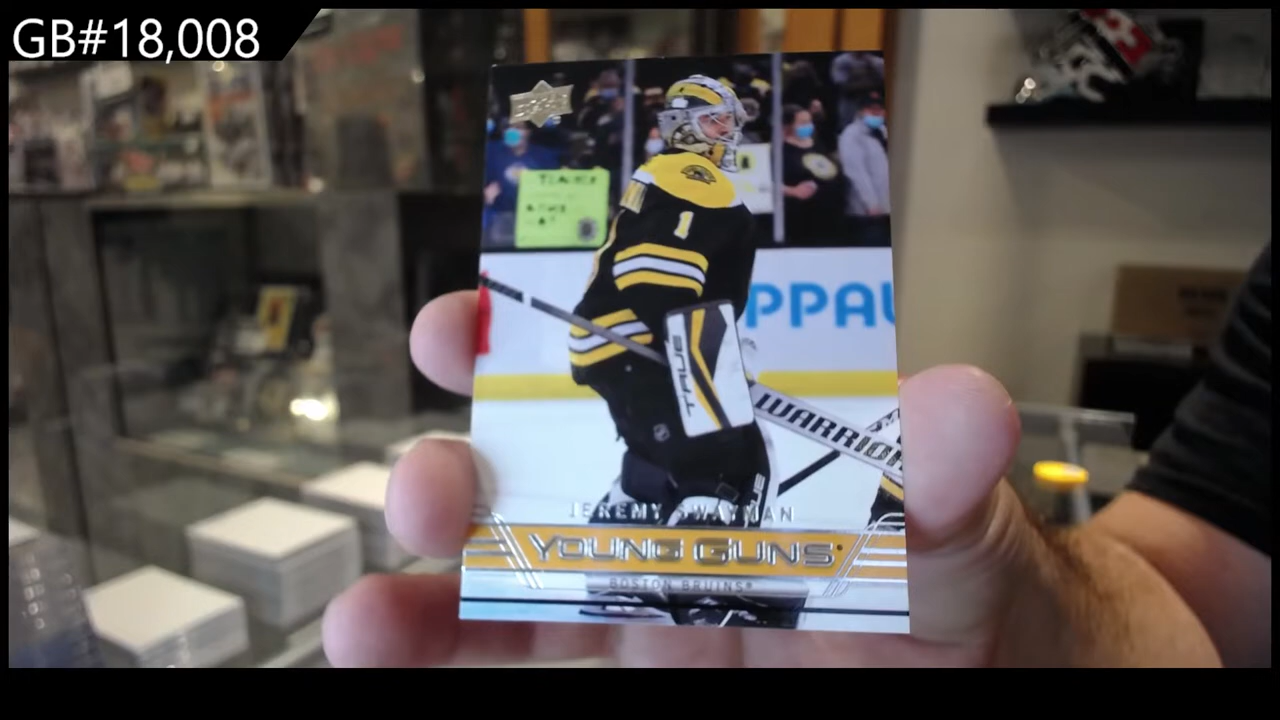 GB#18,008
1
PPAU
TRUE
WARRIOR
JEREMY SWAYMAN
YOUNG GUNS
BOSTON BRUINS